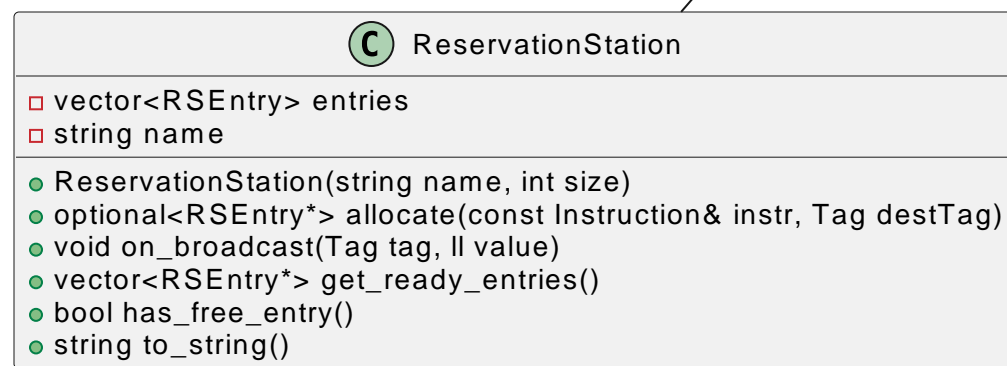 C ReservationStation
vector<RSEntry> entries
string name
ReservationStation(string name, int size)
optional<RSEntry*> allocate(const Instruction& instr, Tag destTag)
void on_broadcast(Tag tag, ll value)
vector<RSEntry*> get_ready_entries()
bool has_free_entry()
string to_string()